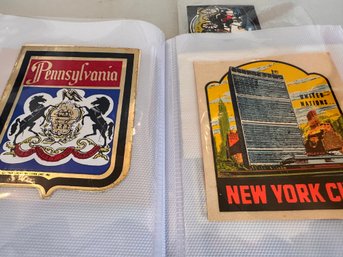 Pennsylvania
UNITED
NATIONS
NEW YORK CI